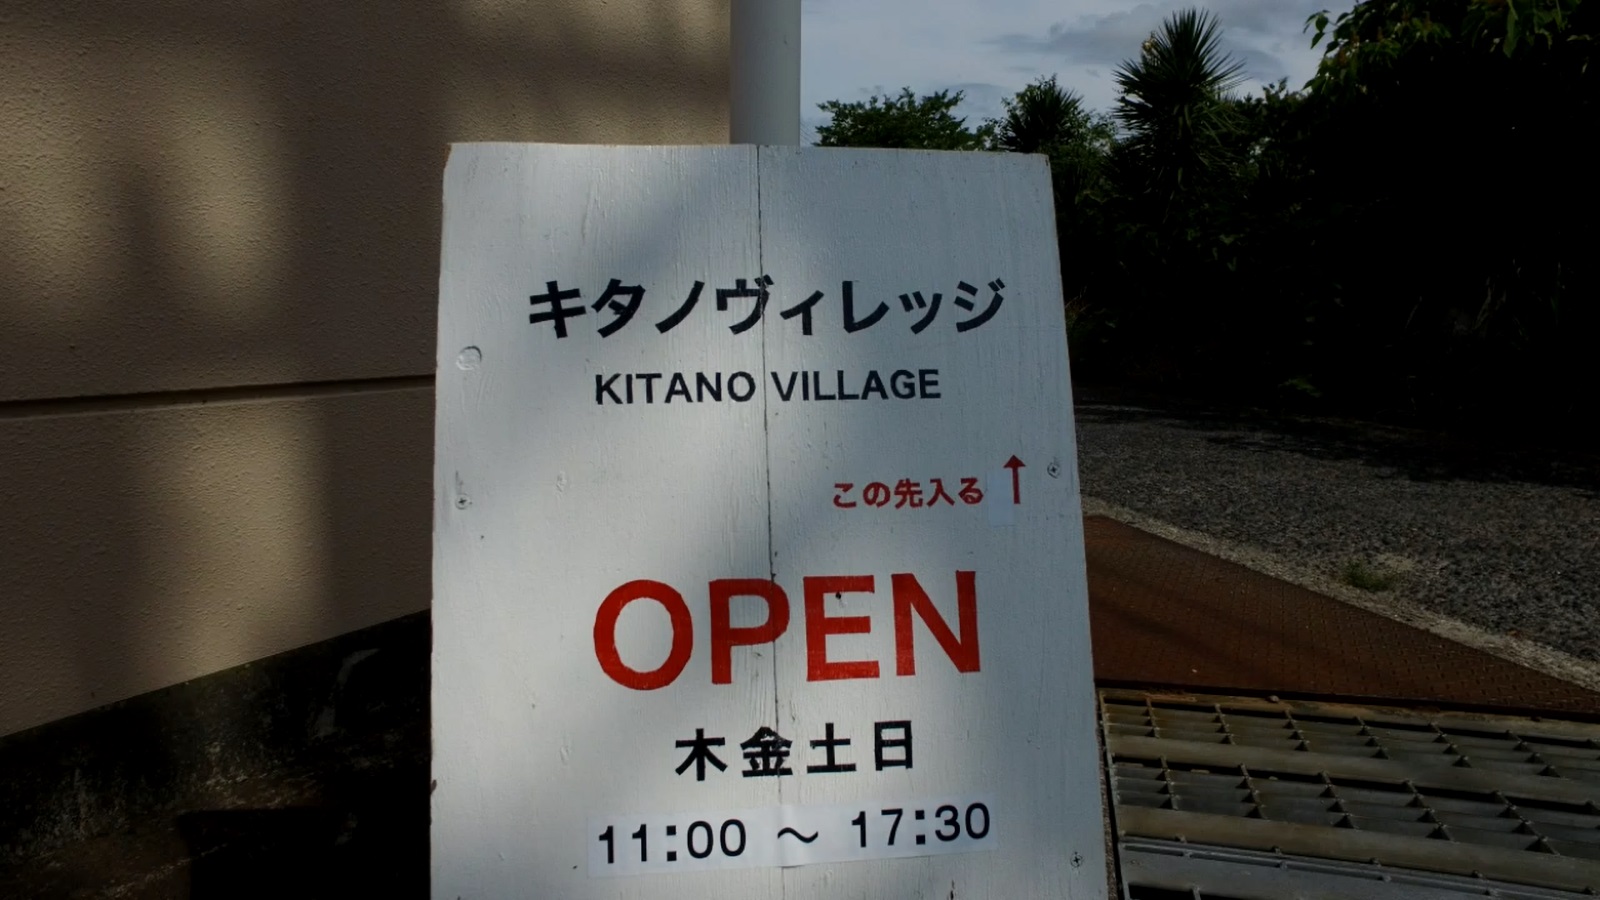 キタノヴィレッジ
KITANO VILLAGE
この先入る ↑
OPEN
木金土日
11:00 〜 17:30